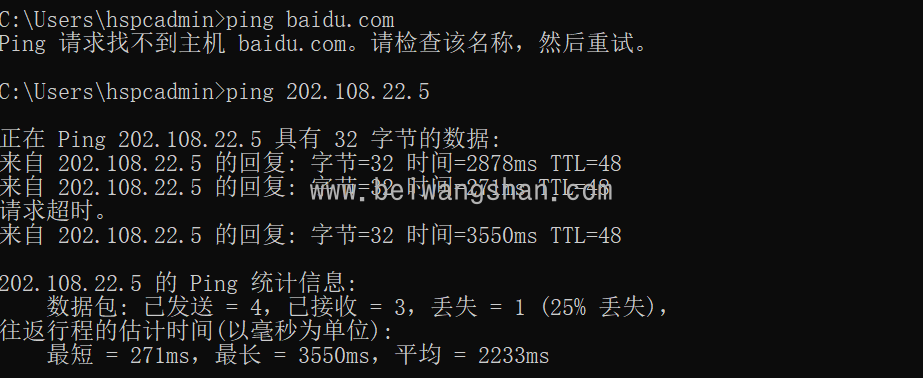 C:\Users\hspcadmin>ping baidu.com
Ping 请求找不到主机 baidu.com。请检查该名称，然后重试。
C:\Users\hspcadmin>ping 202.108.22.5
正在 Ping 202.108.22.5 具有 32 字节的数据:
来自 202.108.22.5 的回复: 字节=32 时间=2878ms TTL=48
来自 202.108.22.5 的回复: 字节=32 时间=271ms TTL=48
www.beiwangshan.com
请求超时。
来自 202.108.22.5 的回复: 字节=32 时间=3550ms TTL=48
202.108.22.5 的 Ping 统计信息:
数据包: 已发送 = 4，已接收 = 3，丢失 = 1 (25% 丢失)，
往返行程的估计时间(以毫秒为单位):
最短 = 271ms，最长 = 3550ms，平均 = 2233ms